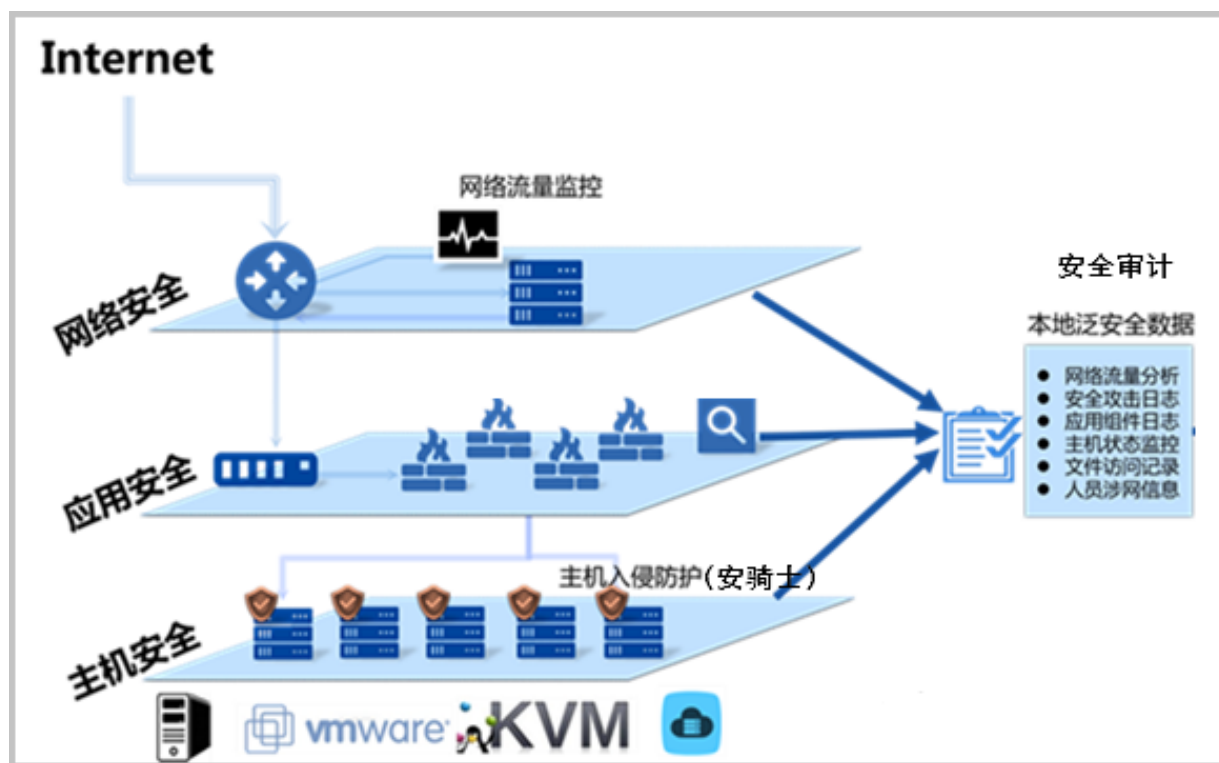 Internet
网络流量监控
网络安全
安全审计
本地泛安全数据
网络流量分析
安全攻击日志
应用组件日志
主机状态监控
文件访问记录
人员涉网信息
应用安全
主机入侵防护(安骑士)
主机安全
vmware
KVM